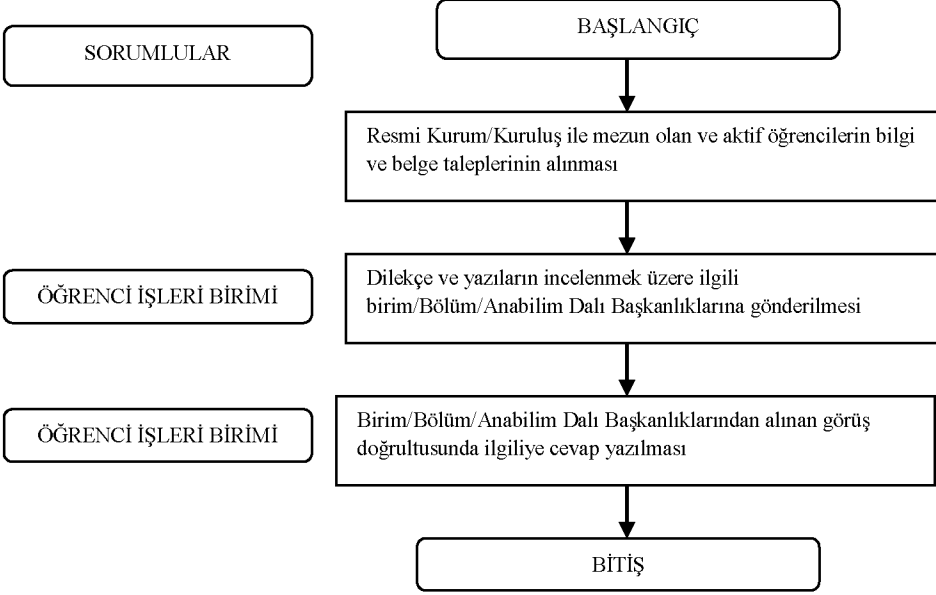 BAŞLANGIÇ
SORUMLULAR
Resmi Kurum/Kuruluş ile mezun olan ve aktif öğrencilerin bilgi
ve belge taleplerinin alınması
ÖĞRENCİ İŞLERİ BİRİMİ
Dilekçe ve yazıların incelenmek üzere ilgili
birim/Bölüm/Anabilim Dalı Başkanlıklarına gönderilmesi
ÖĞRENCİ İŞLERİ BİRİMİ
Birim/Bölüm/Anabilim Dalı Başkanlıklarından alınan görüş
doğrultusunda ilgiliye cevap yazılması
BİTİŞ